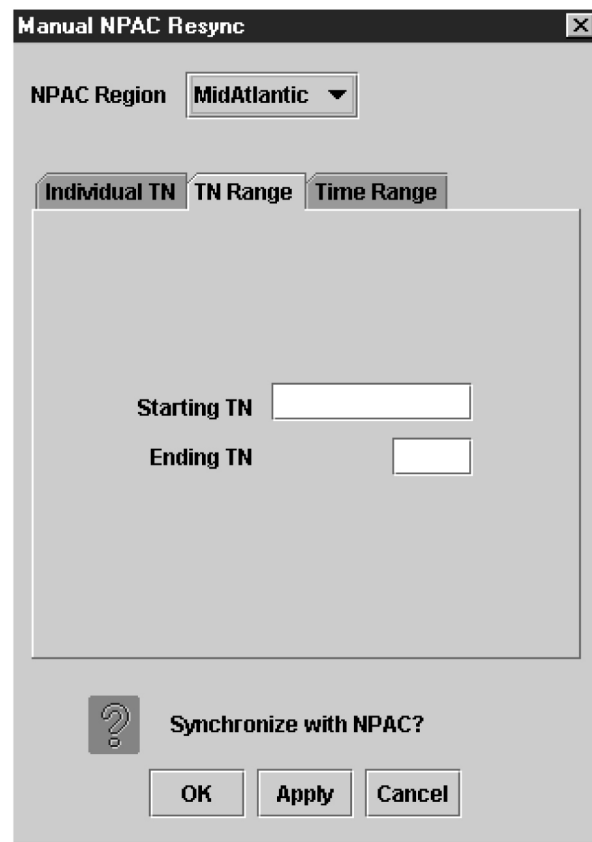 Manual NPAC Resync
NPAC Region MidAtlantic
Individual TN TN Range Time Range
Starting TN
Ending TN
Synchronize with NPAC?
OK Apply Cancel